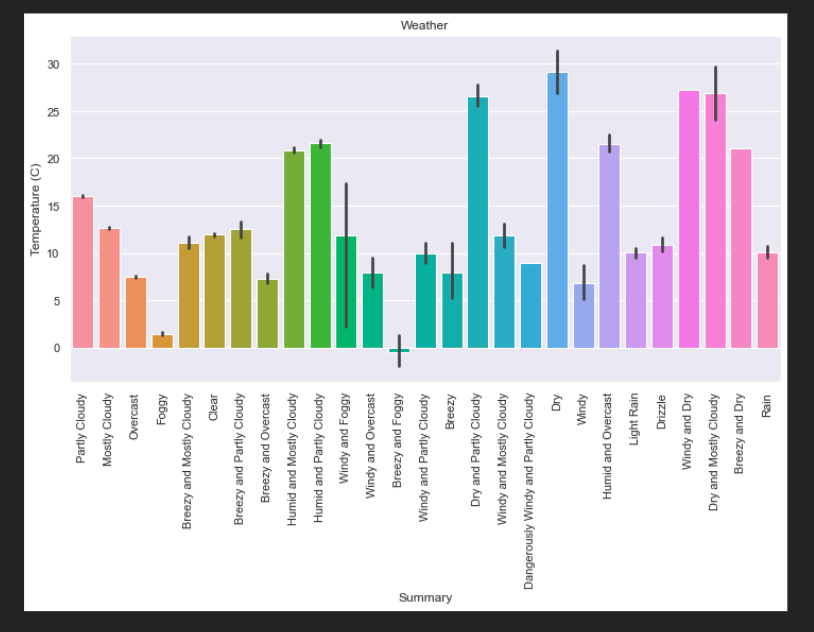 Weather
Temperature (C)
30
25
20
15
10
5
0
Partly Cloudy
Mostly Cloudy
Overcast
Foggy
Breezy and Mostly Cloudy
Clear
Breezy and Partly Cloudy
Breezy and Overcast
Humid and Mostly Cloudy
Humid and Partly Cloudy
Windy and Foggy
Windy and Overcast
Breezy and Foggy
Windy and Partly Cloudy
Breezy
Dry and Partly Cloudy
Windy and Mostly Cloudy
Dangerously Windy and Partly Cloudy
Dry
Windy
Humid and Overcast
Light Rain
Drizzle
Windy and Dry
Dry and Mostly Cloudy
Breezy and Dry
Rain
Summary